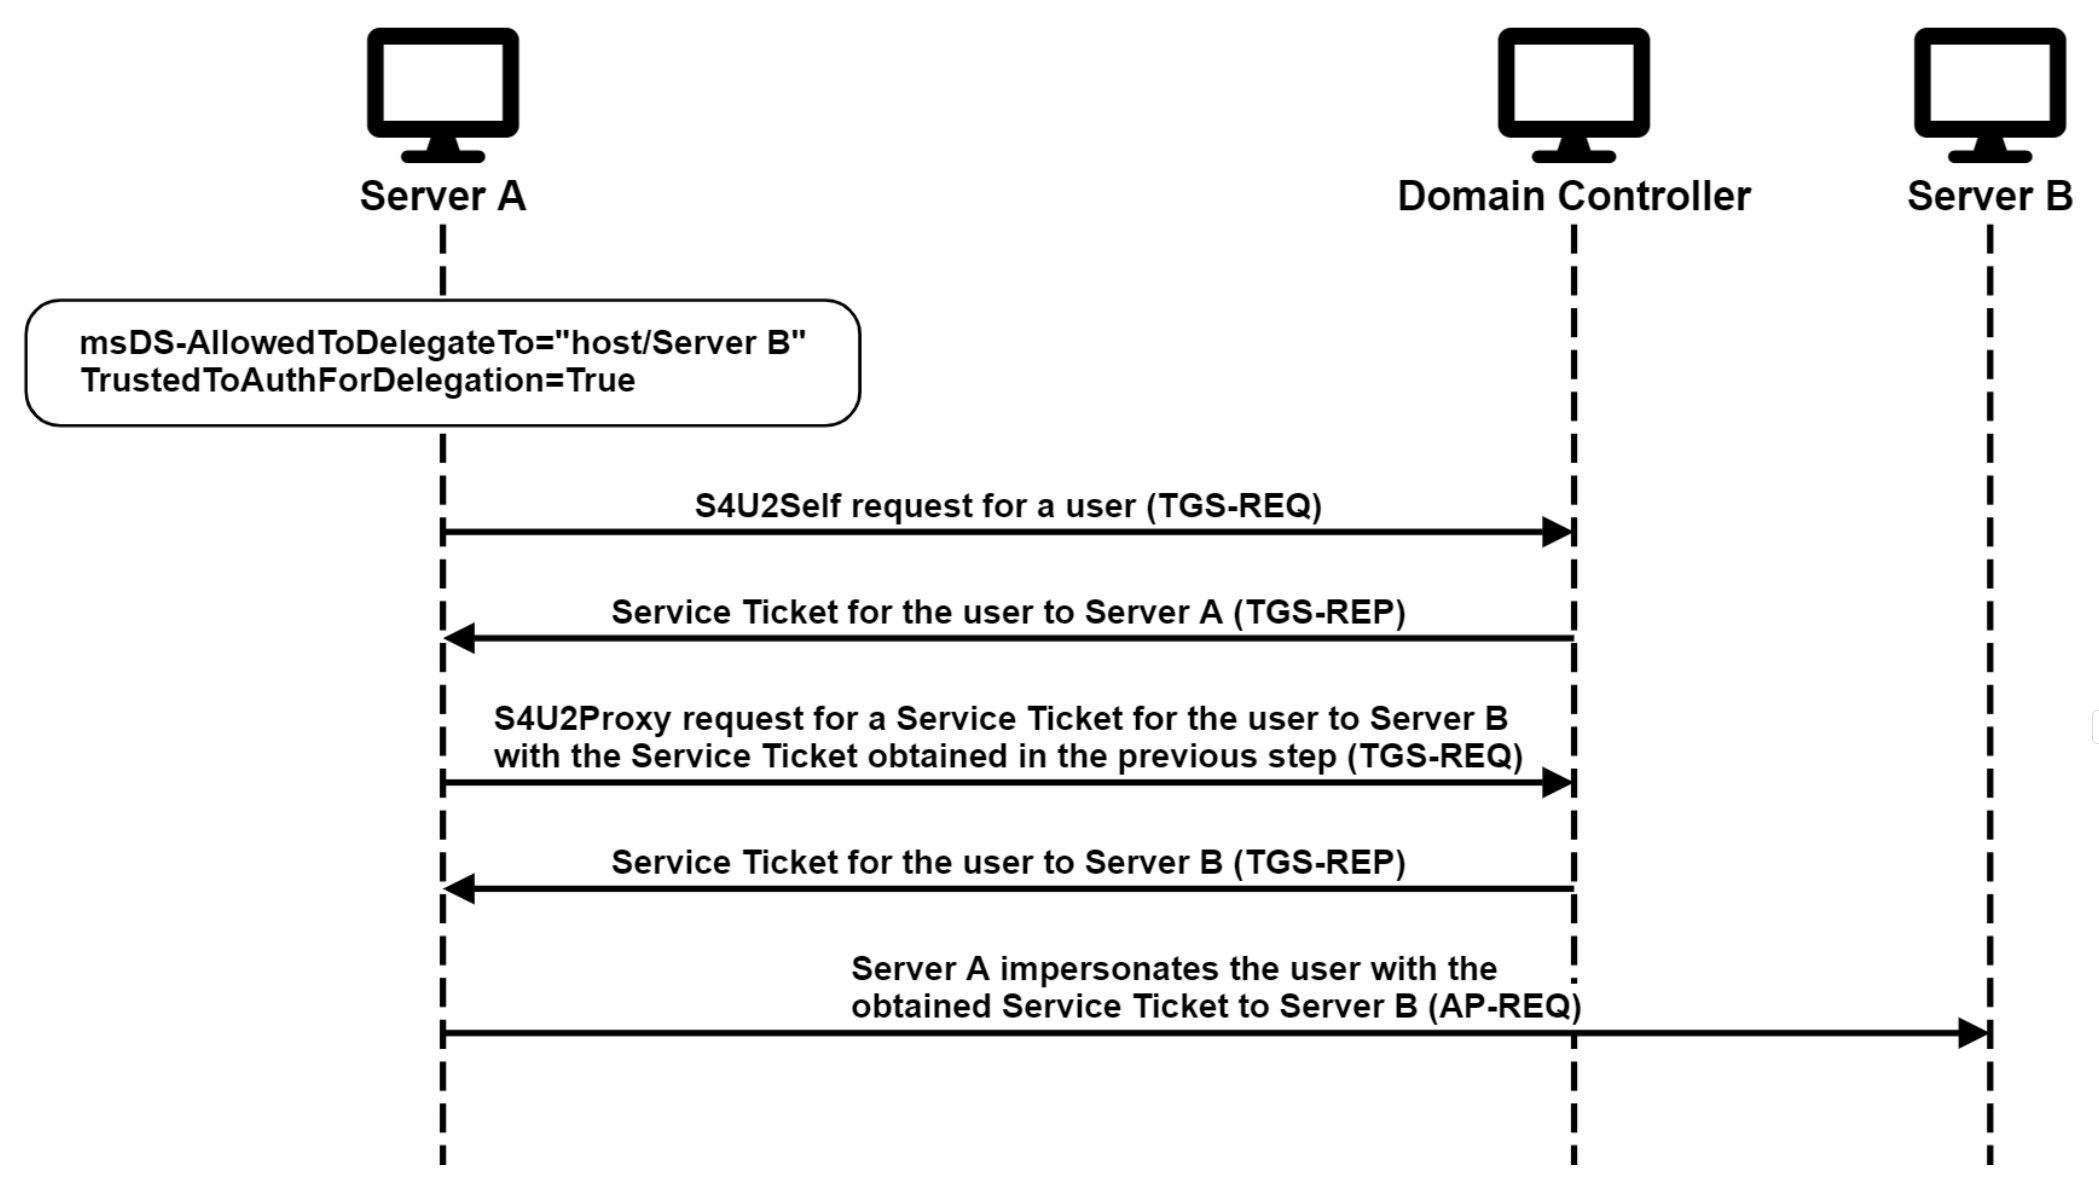 Server A
Domain Controller
Server B
msDS-AllowedToDelegateTo="host/Server B"
TrustedToAuthForDelegation=True
S4U2Self request for a user (TGS-REQ)
Service Ticket for the user to Server A (TGS-REP)
S4U2Proxy request for a Service Ticket for the user to Server B
with the Service Ticket obtained in the previous step (TGS-REQ)
Service Ticket for the user to Server B (TGS-REP)
Server A impersonates the user with the
obtained Service Ticket to Server B (AP-REQ)